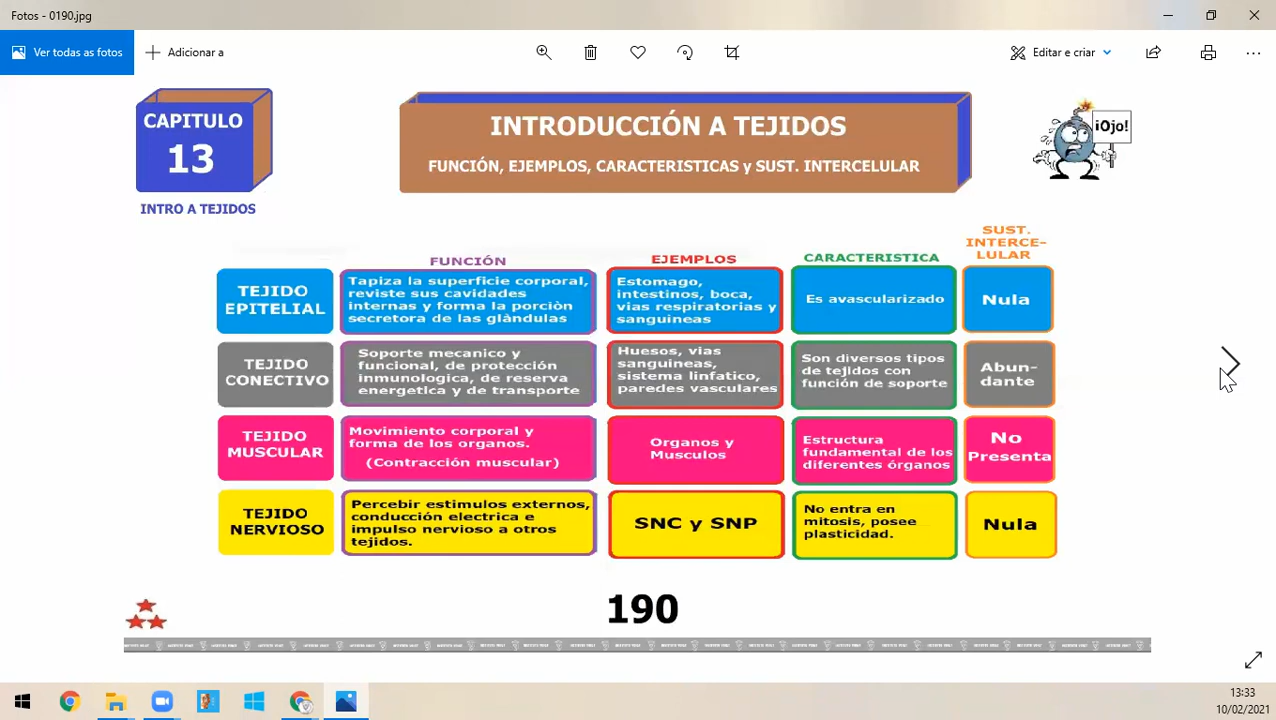 Fotos - 0190.jpg
Ver todas as fotos
Adicionar a
Editar e criar
CAPITULO
13
INTRO A TEJIDOS
INTRODUCCIÓN A TEJIDOS
FUNCIÓN, EJEMPLOS, CARACTERISTICAS y SUST. INTERCELULAR
¡Ojo!
FUNCIÓN
EJEMPLOS
CARACTERISTICA
SUST.
INTERCE-
LULAR
TEJIDO
EPITELIAL
Tapiza la superficie corporal,
reviste sus cavidades
internas y forma la porciòn
secretora de las glàndulas
Estomago,
intestinos, boca,
vias respiratorias y
sanguineas
Es avascularizado
Nula
TEJIDO
CONECTIVO
Soporte mecanico y
funcional, de protección
inmunologica, de reserva
energetica y de transporte
Huesos, vias
sanguineas,
sistema linfatico,
paredes vasculares
Son diversos tipos
de tejidos con
función de soporte
Abun-
dante
TEJIDO
MUSCULAR
Movimiento corporal y
forma de los organos.
(Contracción muscular)
Organos y
Musculos
Estructura
fundamental de los
diferentes órganos
No
Presenta
TEJIDO
NERVIOSO
Percebir estimulos externos,
conducción electrica e
impulso nervioso a otros
tejidos.
SNC y SNP
No entra en
mitosis, posee
plasticidad.
Nula
190
13:33
10/02/2021